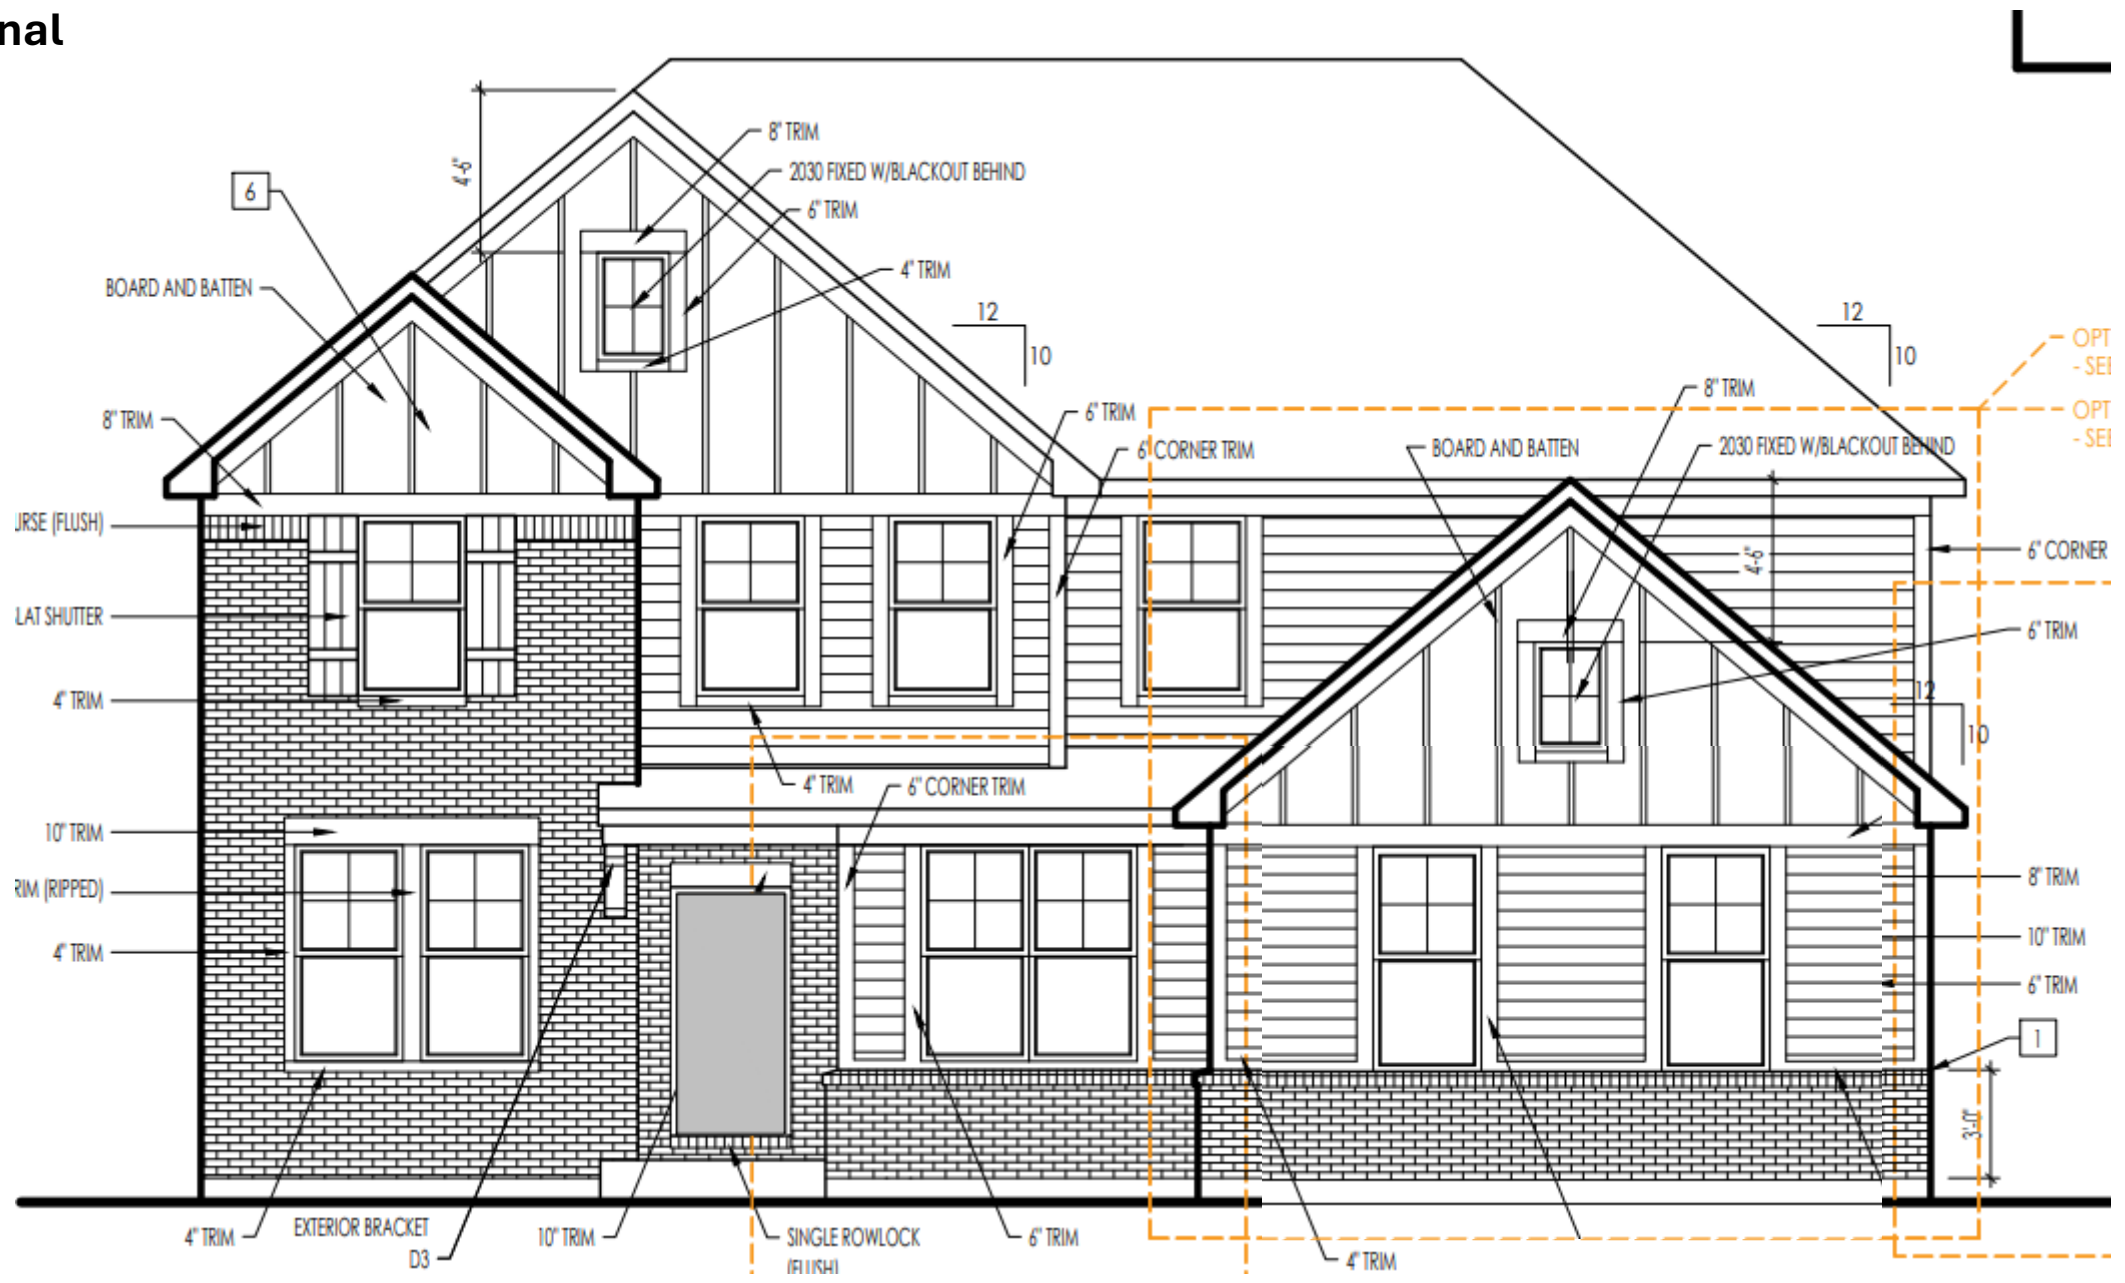 nal
8" TRIM
4'-6"
2030 FIXED W/BLACKOUT BEHIND
6
6" TRIM
4" TRIM
BOARD AND BATTEN
12
10
12
10
OPT
- SEE
8" TRIM
6" TRIM
OPT
- SEE
8" TRIM
6" CORNER TRIM
BOARD AND BATTEN
2030 FIXED W/BLACKOUT BEHIND
URSE (FLUSH)
4'-6"
6" CORNER
LAT SHUTTER
6" TRIM
4" TRIM
12
10
4" TRIM
6" CORNER TRIM
10" TRIM
RIM (RIPPED)
8" TRIM
4" TRIM
10" TRIM
6" TRIM
1
3'-0"
4" TRIM
EXTERIOR BRACKET
D3
10" TRIM
SINGLE ROWLOCK
(FLUSH)
6" TRIM
4" TRIM